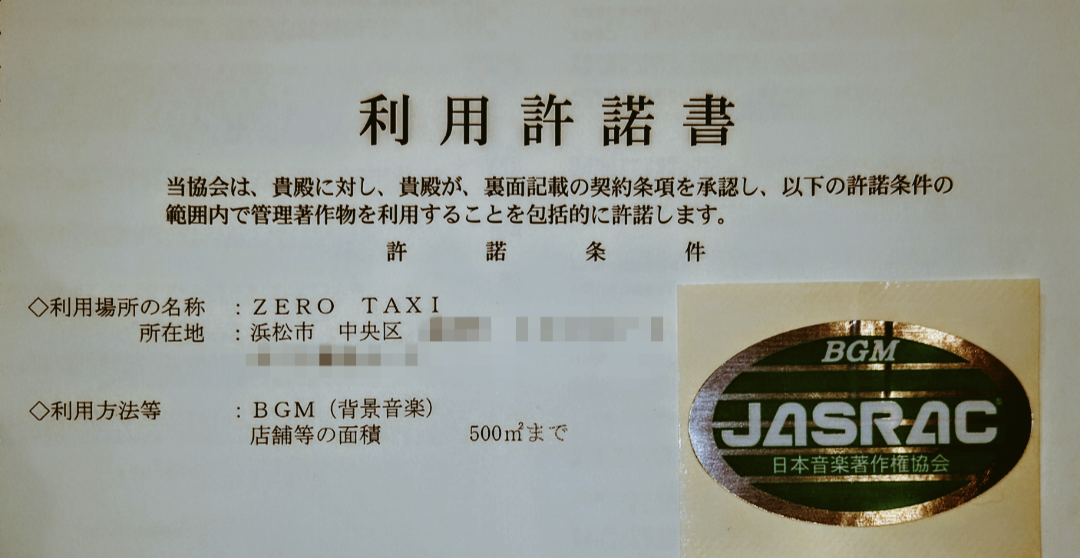 利用許諾書
当協会は、貴殿に対し、貴殿が、裏面記載の契約条項を承認し、以下の許諾条件の
範囲内で管理著作物を利用することを包括的に許諾します。
許諾条件
◇利用場所の名称 ：ＺＥＲＯ ＴＡＸＩ
所在地 ：浜松市 中央区
◇利用方法等 ：ＢＧＭ（背景音楽）
店舗等の面積 500㎡まで
BGM
JASRAC®
日本音楽著作権協会